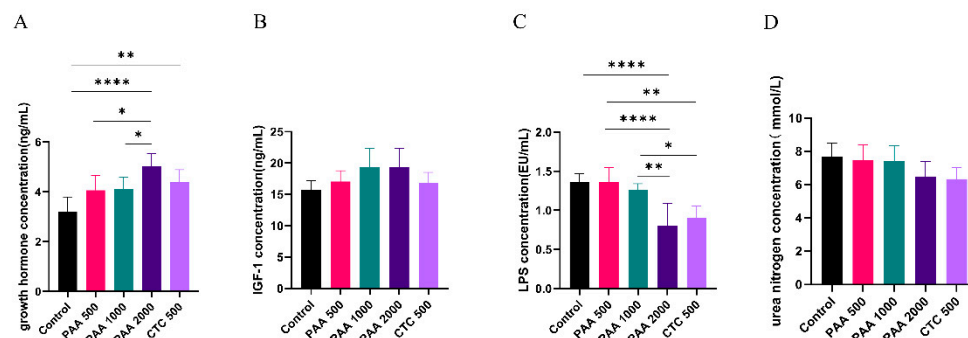 A
B
C
D
**
****
*
*
growth hormone concentration(ng/mL)
6
4
2
0
Control
PAA 500
PAA 1000
PAA 2000
CTC 500
IGF-1 concentration(ng/mL)
25
20
15
10
5
0
Control
PAA 500
PAA 1000
PAA 2000
CTC 500
****
**
****
*
**
LPS concentration(EU/mL)
2.0
1.5
1.0
0.5
0.0
Control
PAA 500
PAA 1000
PAA 2000
CTC 500
urea nitrogen concentration( mmol/L)
10
8
6
4
2
0
Control
PAA 500
PAA 1000
PAA 2000
CTC 500